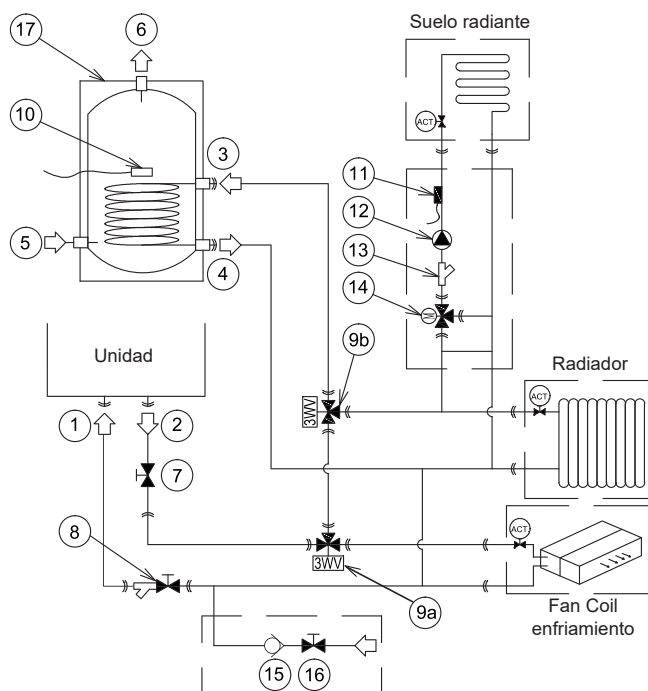 Suelo radiante
17
6
10
3
ACT
11
12
5
4
13
14
Unidad
9b
Radiador
3WV
ACT
1
2
7
8
ACT
3WV
9a
Fan Coil
enfriamiento
15
16